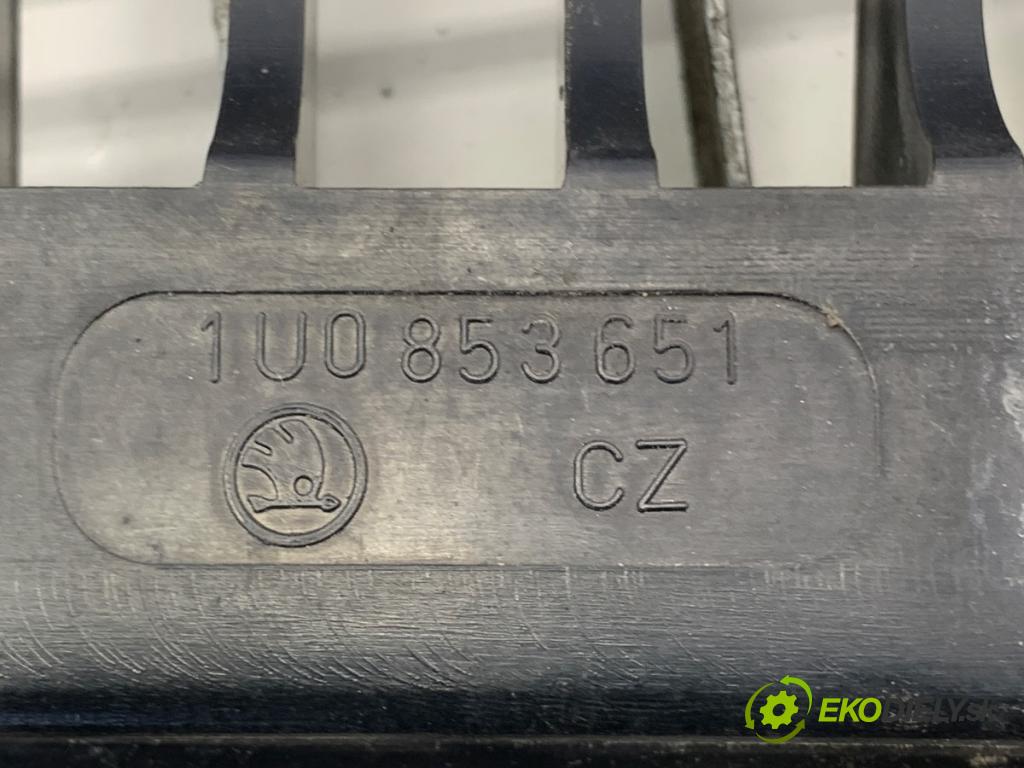 1U0 853 651
CZ
EKODIELY.SK